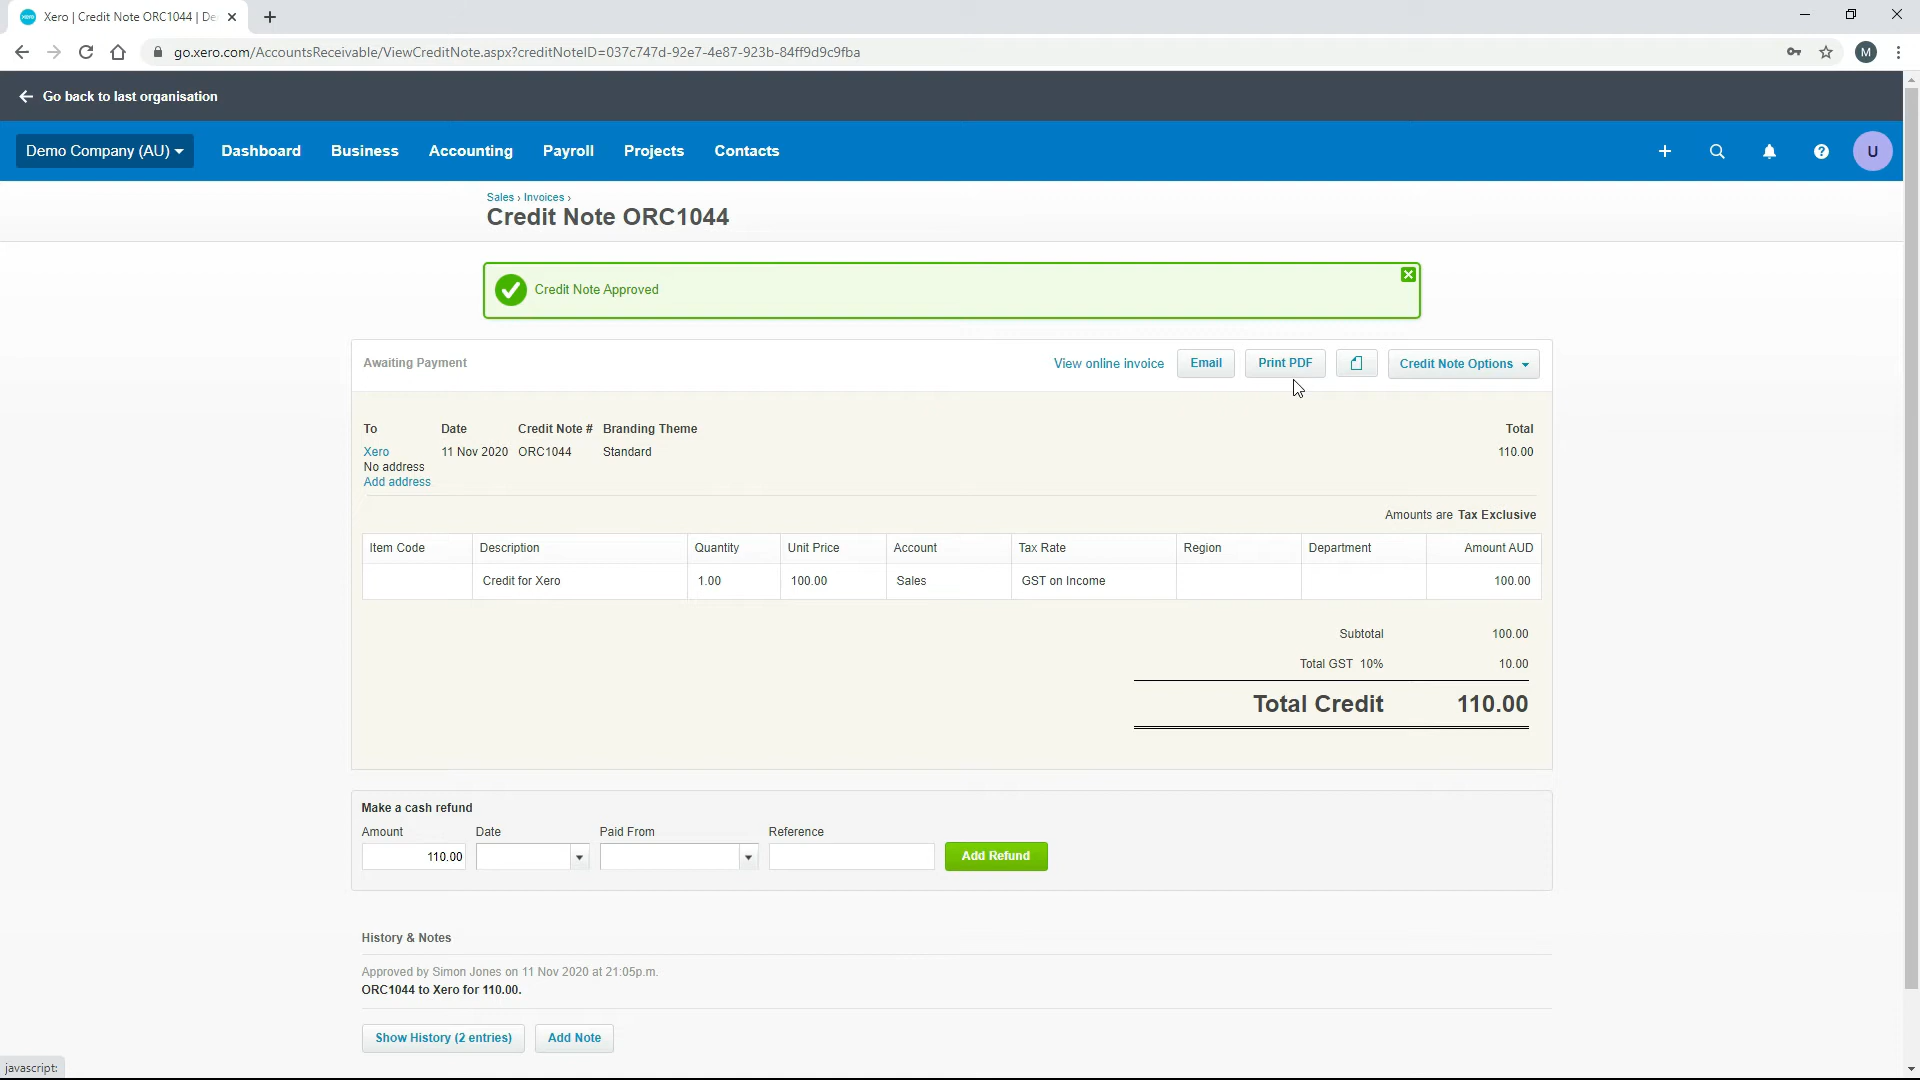 Xero | Credit Note ORC1044 | De
go.xero.com/AccountsReceivable/ViewCreditNote.aspx?creditNoteID=037c747d-92e7-4e87-923b-84ff9d9c9fba
M
Go back to last organisation
Demo Company (AU) Dashboard Business Accounting Payroll Projects Contacts
U
Sales › Invoices ›
Credit Note ORC1044
Credit Note Approved
Awaiting Payment View online invoice Email Print PDF Credit Note Options
To Date Credit Note # Branding Theme Total
Xero 11 Nov 2020 ORC1044 Standard 110.00
No address
Add address
Amounts are Tax Exclusive
Item Code Description Quantity Unit Price Account Tax Rate Region Department Amount AUD
Credit for Xero 1.00 100.00 Sales GST on Income 100.00
Subtotal 100.00
Total GST 10% 10.00
Total Credit 110.00
Make a cash refund
Amount Date Paid From Reference
110.00 Add Refund
History & Notes
Approved by Simon Jones on 11 Nov 2020 at 21:05p.m.
ORC1044 to Xero for 110.00.
Show History (2 entries) Add Note
javascript: